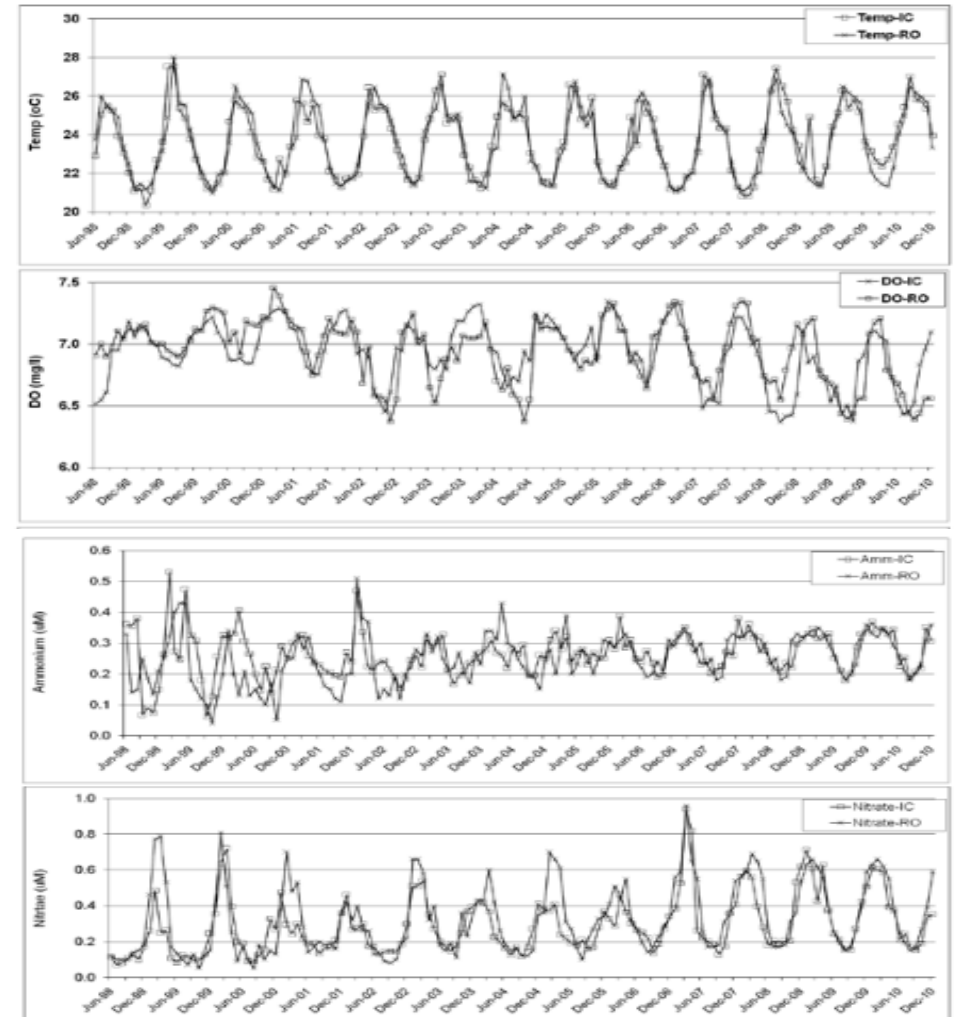 30
28
26
24
22
20
Temp (oC)
Temp-IC
Temp-RO
Jun-98 Dec-98 Jun-99 Dec-99 Jun-00 Dec-00 Jun-01 Dec-01 Jun-02 Dec-02 Jun-03 Dec-03 Jun-04 Dec-04 Jun-05 Dec-05 Jun-06 Dec-06 Jun-07 Dec-07 Jun-08 Dec-08 Jun-09 Dec-09 Jun-10 Dec-10
7.5
7.0
6.5
6.0
DO (mg/l)
DO-IC
DO-RO
Jun-98 Dec-98 Jun-99 Dec-99 Jun-00 Dec-00 Jun-01 Dec-01 Jun-02 Dec-02 Jun-03 Dec-03 Jun-04 Dec-04 Jun-05 Dec-05 Jun-06 Dec-06 Jun-07 Dec-07 Jun-08 Dec-08 Jun-09 Dec-09 Jun-10 Dec-10
0.6
0.5
0.4
0.3
0.2
0.1
0.0
Ammonium (uM)
Amm-IC
Amm-RO
Jun-98 Dec-98 Jun-99 Dec-99 Jun-00 Dec-00 Jun-01 Dec-01 Jun-02 Dec-02 Jun-03 Dec-03 Jun-04 Dec-04 Jun-05 Dec-05 Jun-06 Dec-06 Jun-07 Dec-07 Jun-08 Dec-08 Jun-09 Dec-09 Jun-10 Dec-10
1.0
0.8
0.6
0.4
0.2
0.0
Nitrtae (uM)
Nitrate-IC
Nitrate-RO
Jun-98 Dec-98 Jun-99 Dec-99 Jun-00 Dec-00 Jun-01 Dec-01 Jun-02 Dec-02 Jun-03 Dec-03 Jun-04 Dec-04 Jun-05 Dec-05 Jun-06 Dec-06 Jun-07 Dec-07 Jun-08 Dec-08 Jun-09 Dec-09 Jun-10 Dec-10